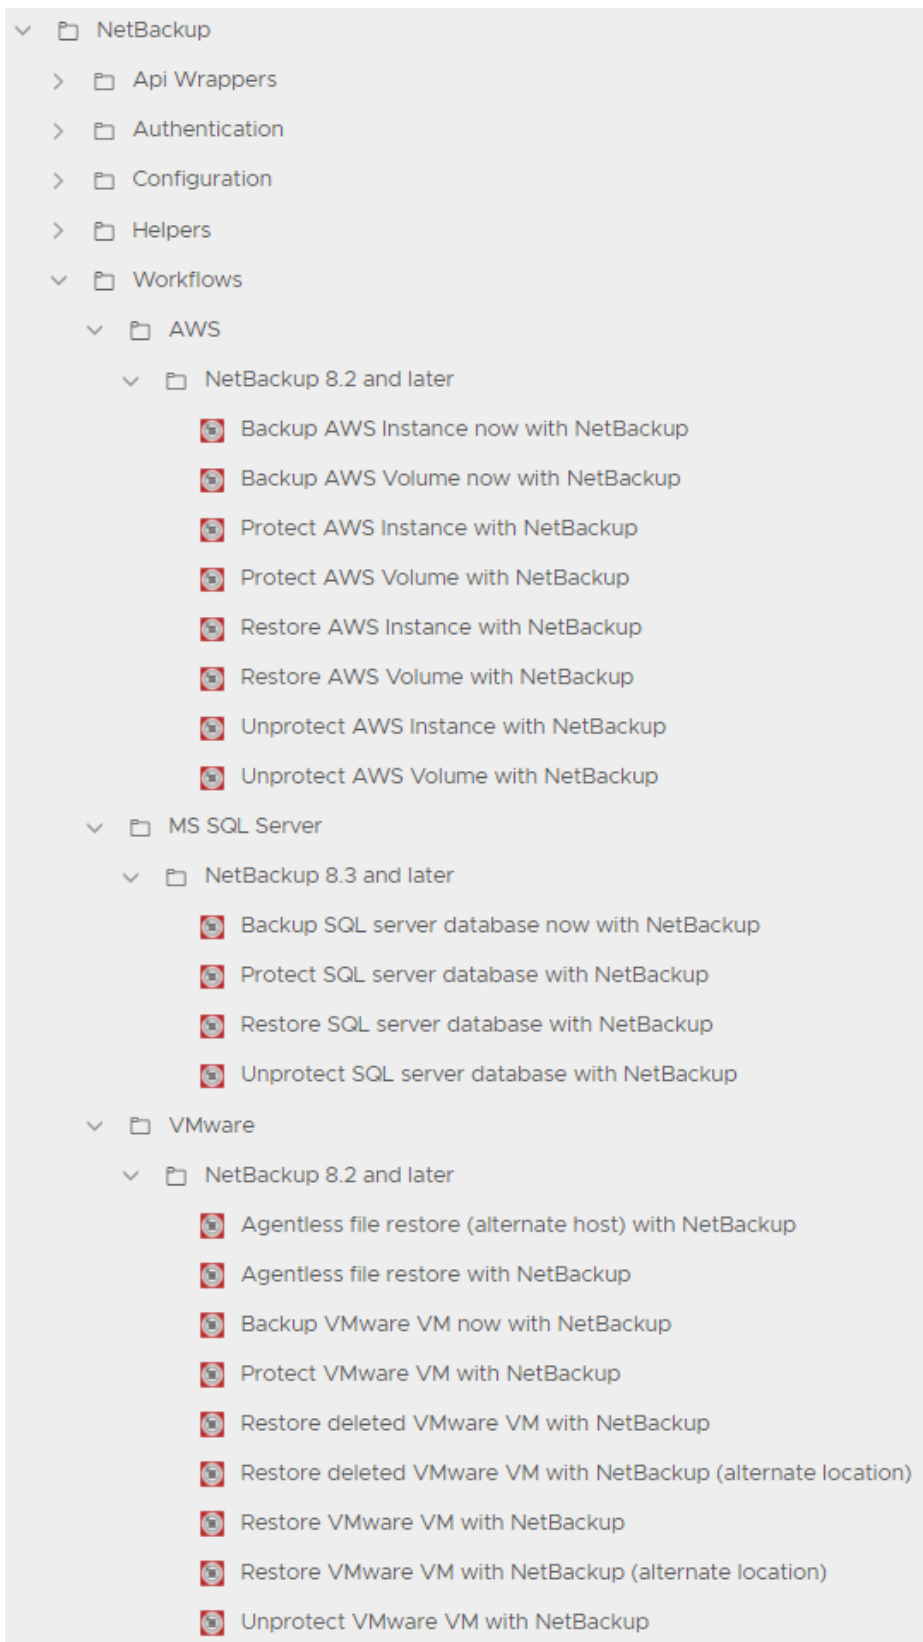 NetBackup
Api Wrappers
Authentication
Configuration
Helpers
Workflows
AWS
NetBackup 8.2 and later
Backup AWS Instance now with NetBackup
Backup AWS Volume now with NetBackup
Protect AWS Instance with NetBackup
Protect AWS Volume with NetBackup
Restore AWS Instance with NetBackup
Restore AWS Volume with NetBackup
Unprotect AWS Instance with NetBackup
Unprotect AWS Volume with NetBackup
MS SQL Server
NetBackup 8.3 and later
Backup SQL server database now with NetBackup
Protect SQL server database with NetBackup
Restore SQL server database with NetBackup
Unprotect SQL server database with NetBackup
VMware
NetBackup 8.2 and later
Agentless file restore (alternate host) with NetBackup
Agentless file restore with NetBackup
Backup VMware VM now with NetBackup
Protect VMware VM with NetBackup
Restore deleted VMware VM with NetBackup
Restore deleted VMware VM with NetBackup (alternate location)
Restore VMware VM with NetBackup
Restore VMware VM with NetBackup (alternate location)
Unprotect VMware VM with NetBackup